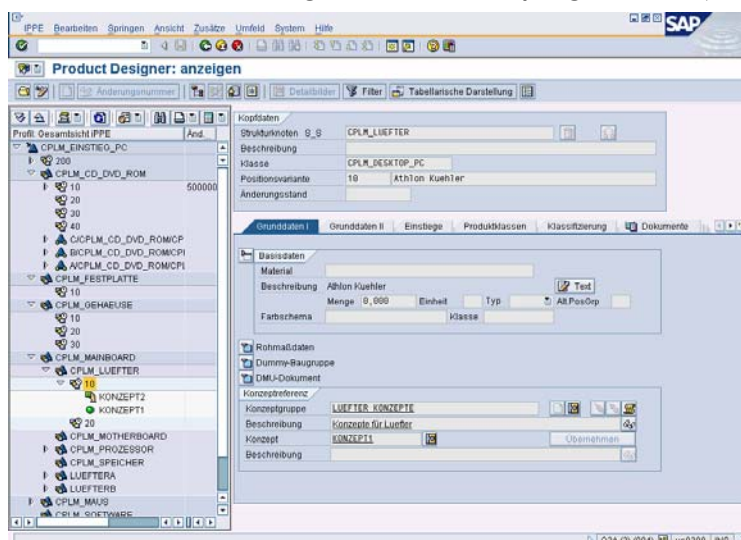 IPPE Bearbeiten Springen Ansicht Zusätze Umfeld System Hilfe
SAP
Product Designer: anzeigen
Änderungsnummer Detailbilder Filter Tabellarische Darstellung
Profil: Gesamtsicht iPPE Änd.
CPLM_EINSTIEG_PC
200
CPLM_CD_DVD_ROM
10 500000
20
30
40
C/CPLM_CD_DVD_ROM/CP
B/CPLM_CD_DVD_ROM/CPI
A/CPLM_CD_DVD_ROM/CPL
CPLM_FESTPLATTE
10
CPLM_GEHAEUSE
10
20
30
CPLM_MAINBOARD
CPLM_LUEFTER
10
KONZEPT2
KONZEPT1
20
CPLM_MOTHERBOARD
CPLM_PROZESSOR
CPLM_SPEICHER
LUEFTERA
LUEFTERB
CPLM_MAUS
CPLM_SOFTWARE
Kopfdaten
Strukturknoten S_S CPLM_LUEFTER
Beschreibung
Klasse CPLM_DESKTOP_PC
Positionsvariante 10 Athlon Kuehler
Änderungsstand
Grunddaten I Grunddaten II Einstiege Produktklassen Klassifizierung Dokumente
Basisdaten
Material
Beschreibung Athlon Kuehler Text
Menge 0,000 Einheit Typ Alt.PosGrp
Farbschema Klasse
Rohmaßdaten
Dummy-Baugruppe
DMU-Dokument
Konzeptreferenz
Konzeptgruppe LUEFTER KONZEPTE
Beschreibung Konzepte für Luefter
Konzept KONZEPT1 Übernehmen
Beschreibung